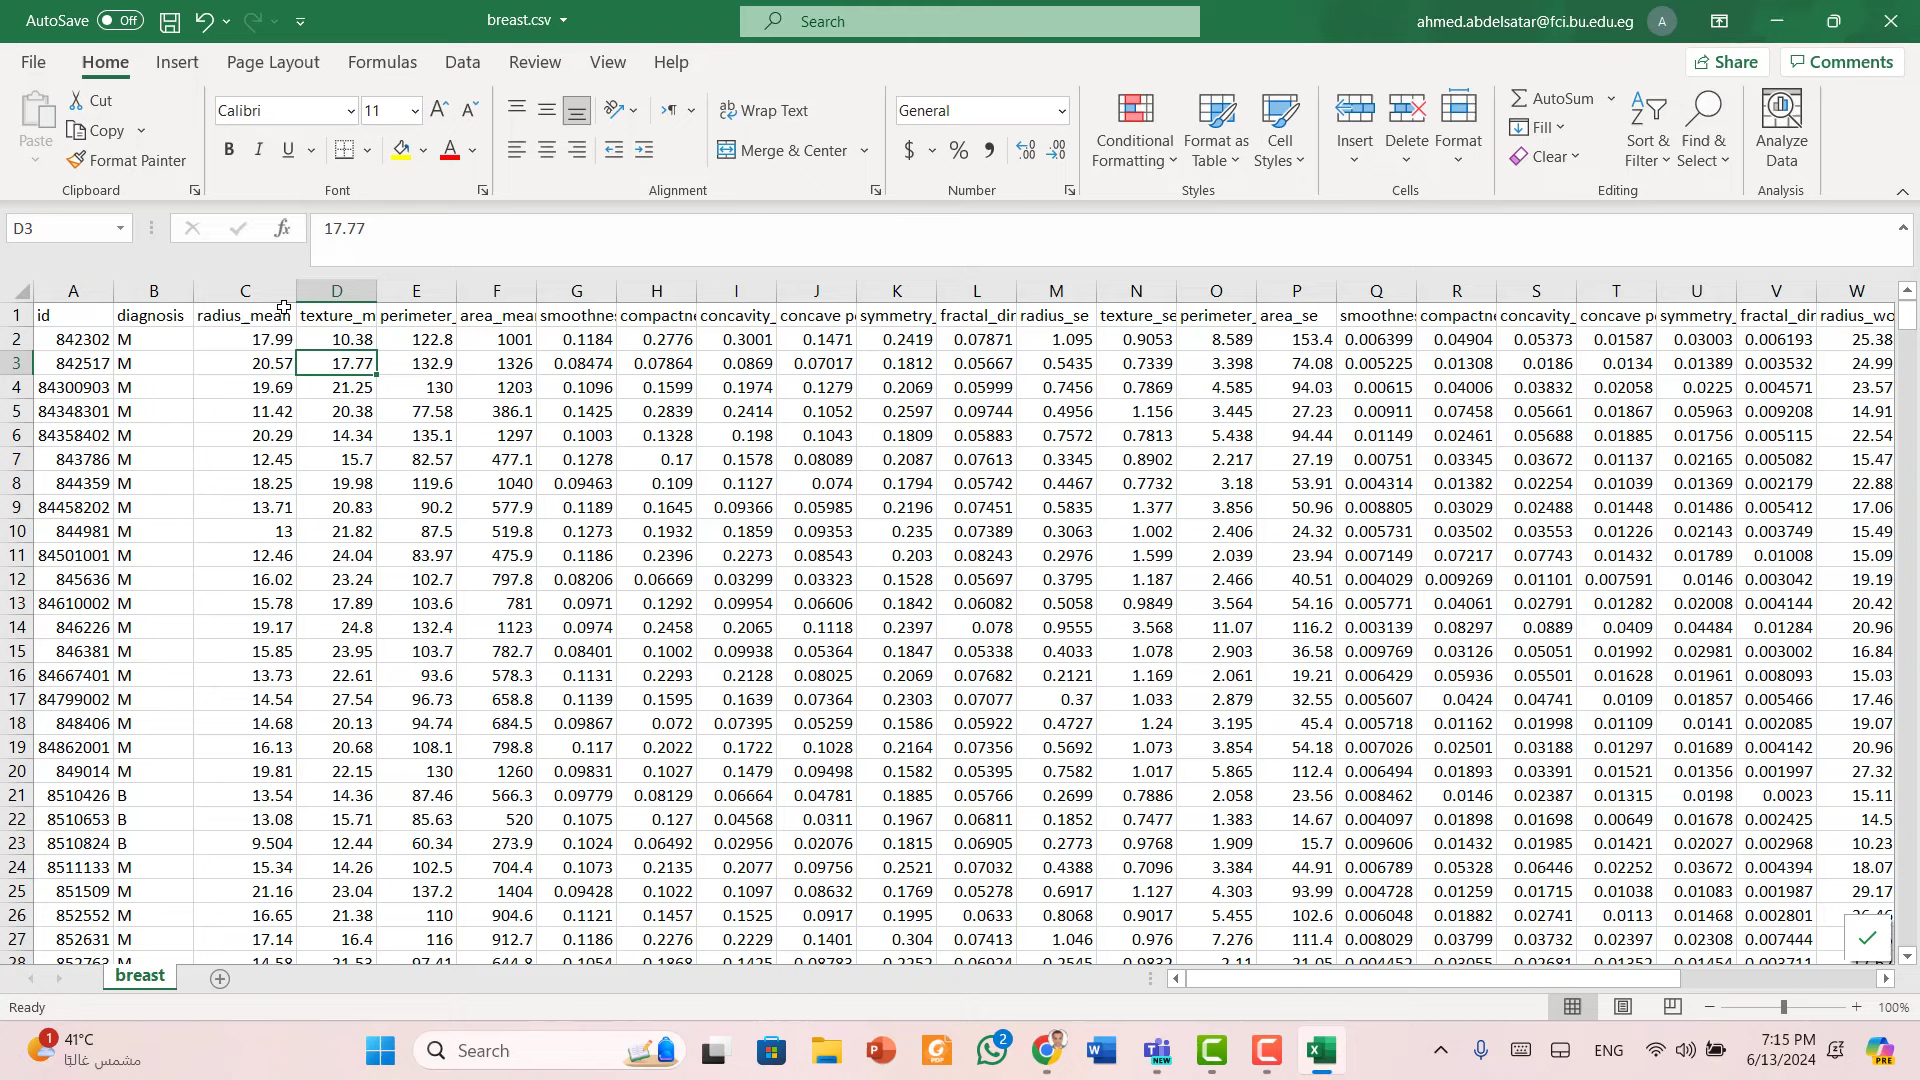 AutoSave Off breast.csv Search ahmed.abdelsatar@fci.bu.edu.eg A
File Home Insert Page Layout Formulas Data Review View Help Share Comments
Paste Cut Copy Format Painter Clipboard
Calibri 11 B I U A Font
ab Wrap Text Merge & Center Alignment
General $ % Number
Conditional Formatting Format as Table Cell Styles Styles
Insert Delete Format Cells
AutoSum Fill Clear Sort & Filter Find & Select Editing
Analyze Data Analysis
D3 fx 17.77
A B C D E F G H I J K L M N O P Q R S T U V W
1 id diagnosis radius_mean texture_m perimeter_ area_mear smoothne: compactne concavity_ concave po symmetry_ fractal_dir radius_se texture_se perimeter_ area_se smoothne: compactne concavity_ concave po symmetry_ fractal_dir radius_wo
2 842302 M 17.99 10.38 122.8 1001 0.1184 0.2776 0.3001 0.1471 0.2419 0.07871 1.095 0.9053 8.589 153.4 0.006399 0.04904 0.05373 0.01587 0.03003 0.006193 25.38
3 842517 M 20.57 17.77 132.9 1326 0.08474 0.07864 0.0869 0.07017 0.1812 0.05667 0.5435 0.7339 3.398 74.08 0.005225 0.01308 0.0186 0.0134 0.01389 0.003532 24.99
4 84300903 M 19.69 21.25 130 1203 0.1096 0.1599 0.1974 0.1279 0.2069 0.05999 0.7456 0.7869 4.585 94.03 0.00615 0.04006 0.03832 0.02058 0.0225 0.004571 23.57
5 84348301 M 11.42 20.38 77.58 386.1 0.1425 0.2839 0.2414 0.1052 0.2597 0.09744 0.4956 1.156 3.445 27.23 0.00911 0.07458 0.05661 0.01867 0.05963 0.009208 14.91
6 84358402 M 20.29 14.34 135.1 1297 0.1003 0.1328 0.198 0.1043 0.1809 0.05883 0.7572 0.7813 5.438 94.44 0.01149 0.02461 0.05688 0.01885 0.01756 0.005115 22.54
7 843786 M 12.45 15.7 82.57 477.1 0.1278 0.17 0.1578 0.08089 0.2087 0.07613 0.3345 0.8902 2.217 27.19 0.00751 0.03345 0.03672 0.01137 0.02165 0.005082 15.47
8 844359 M 18.25 19.98 119.6 1040 0.09463 0.109 0.1127 0.074 0.1794 0.05742 0.4467 0.7732 3.18 53.91 0.004314 0.01382 0.02254 0.01039 0.01369 0.002179 22.88
9 84458202 M 13.71 20.83 90.2 577.9 0.1189 0.1645 0.09366 0.05985 0.2196 0.07451 0.5835 1.377 3.856 50.96 0.008805 0.03029 0.02488 0.01448 0.01486 0.005412 17.06
10 844981 M 13 21.82 87.5 519.8 0.1273 0.1932 0.1859 0.09353 0.235 0.07389 0.3063 1.002 2.406 24.32 0.005731 0.03502 0.03553 0.01226 0.02143 0.003749 15.49
11 84501001 M 12.46 24.04 83.97 475.9 0.1186 0.2396 0.2273 0.08543 0.203 0.08243 0.2976 1.599 2.039 23.94 0.007149 0.07217 0.07743 0.01432 0.01789 0.01008 15.09
12 845636 M 16.02 23.24 102.7 797.8 0.08206 0.06669 0.03299 0.03323 0.1528 0.05697 0.3795 1.187 2.466 40.51 0.004029 0.009269 0.01101 0.007591 0.0146 0.003042 19.19
13 84610002 M 15.78 17.89 103.6 781 0.0971 0.1292 0.09954 0.06606 0.1842 0.06082 0.5058 0.9849 3.564 54.16 0.005771 0.04061 0.02791 0.01282 0.02008 0.004144 20.42
14 846226 M 19.17 24.8 132.4 1123 0.0974 0.2458 0.2065 0.1118 0.2397 0.078 0.9555 3.568 11.07 116.2 0.003139 0.08297 0.0889 0.0409 0.04484 0.01284 20.96
15 846381 M 15.85 23.95 103.7 782.7 0.08401 0.1002 0.09938 0.05364 0.1847 0.05338 0.4033 1.078 2.903 36.58 0.009769 0.03126 0.05051 0.01992 0.02981 0.003002 16.84
16 84667401 M 13.73 22.61 93.6 578.3 0.1131 0.2293 0.2128 0.08025 0.2069 0.07682 0.2121 1.169 2.061 19.21 0.006429 0.05936 0.05501 0.01628 0.01961 0.008093 15.03
17 84799002 M 14.54 27.54 96.73 658.8 0.1139 0.1595 0.1639 0.07364 0.2303 0.07077 0.37 1.033 2.879 32.55 0.005607 0.0424 0.04741 0.0109 0.01857 0.005466 17.46
18 848406 M 14.68 20.13 94.74 684.5 0.09867 0.072 0.07395 0.05259 0.1586 0.05922 0.4727 1.24 3.195 45.4 0.005718 0.01162 0.01998 0.01109 0.0141 0.002085 19.07
19 84862001 M 16.13 20.68 108.1 798.8 0.117 0.2022 0.1722 0.1028 0.2164 0.07356 0.5692 1.073 3.854 54.18 0.007026 0.02501 0.03188 0.01297 0.01689 0.004142 20.96
20 849014 M 19.81 22.15 130 1260 0.09831 0.1027 0.1479 0.09498 0.1582 0.05395 0.7582 1.017 5.865 112.4 0.006494 0.01893 0.03391 0.01521 0.01356 0.001997 27.32
21 8510426 B 13.54 14.36 87.46 566.3 0.09779 0.08129 0.06664 0.04781 0.1885 0.05766 0.2699 0.7886 2.058 23.56 0.008462 0.0146 0.02387 0.01315 0.0198 0.0023 15.11
22 8510653 B 13.08 15.71 85.63 520 0.1075 0.127 0.04568 0.0311 0.1967 0.06811 0.1852 0.7477 1.383 14.67 0.004097 0.01898 0.01698 0.00649 0.01678 0.002425 14.5
23 8510824 B 9.504 12.44 60.34 273.9 0.1024 0.06492 0.02956 0.02076 0.1815 0.06905 0.2773 0.9768 1.909 15.7 0.009606 0.01432 0.01985 0.01421 0.02027 0.002968 10.23
24 8511133 M 15.34 14.26 102.5 704.4 0.1073 0.2135 0.2077 0.09756 0.2521 0.07032 0.4388 0.7096 3.384 44.91 0.006789 0.05328 0.06446 0.02252 0.03672 0.004394 18.07
25 851509 M 21.16 23.04 137.2 1404 0.09428 0.1022 0.1097 0.08632 0.1769 0.05278 0.6917 1.127 4.303 93.99 0.004728 0.01259 0.01715 0.01038 0.01083 0.001987 29.17
26 852552 M 16.65 21.38 110 904.6 0.1121 0.1457 0.1525 0.0917 0.1995 0.0633 0.8068 0.9017 5.455 102.6 0.006048 0.01882 0.02741 0.0113 0.01468 0.002801
27 852631 M 17.14 16.4 116 912.7 0.1186 0.2276 0.2229 0.1401 0.304 0.07413 1.046 0.976 7.276 111.4 0.008029 0.03799 0.03732 0.02397 0.02308 0.007444
28 852763 M 14.58 21.53 97.41 644.8 0.1054 0.1868 0.1425 0.08783 0.2252 0.06924 0.2545 0.9832 2.11 21.05 0.004452 0.03055 0.02681 0.01352 0.01454 0.003711
breast
Ready 100%
1 41°C
مشمس غالبًا
Search 2 NEW ENG 7:15 PM
6/13/2024 PRE